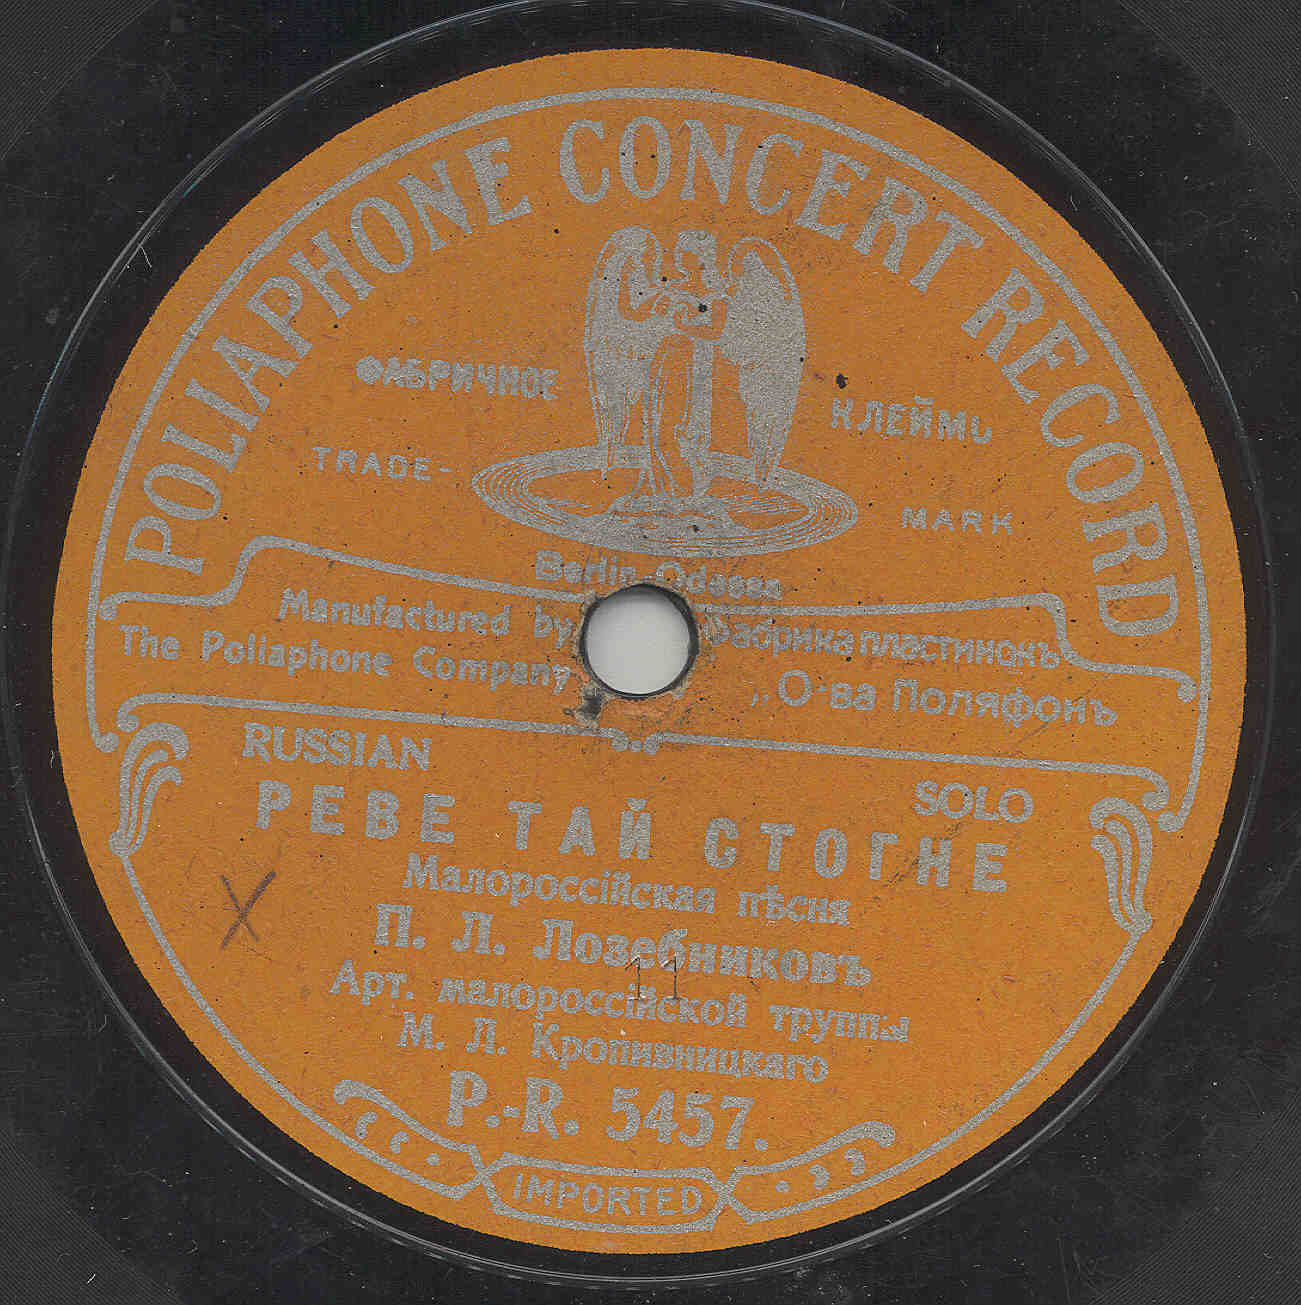 POLIAPHONE CONCERT RECORD
ФАБРИЧНОЕ КЛЕЙМО
TRADE- MARK
Berlin-Odessa
Manufactured by Фабрика пластинокъ
The Poliaphone Company „О-ва Поляфонъ
RUSSIAN SOLO
РЕВЕ ТАЙ СТОГНЕ
Малороссійская пѣсня
П. Л. Лозебниковъ
11
Арт. малороссійской труппы
М. Л. Кропивницкаго
P.-R. 5457.
IMPORTED